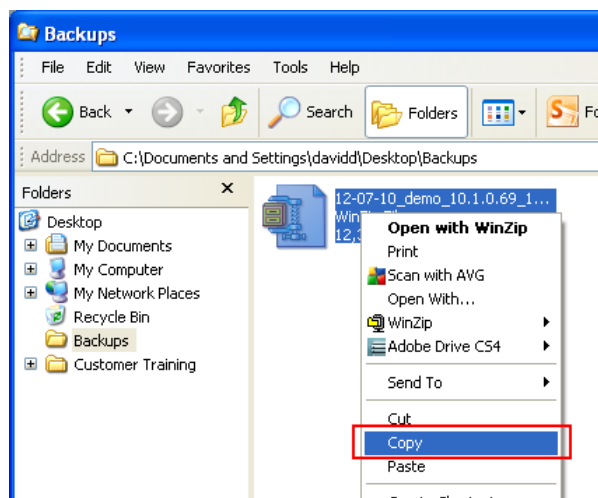 Backups
File Edit View Favorites Tools Help
Back Search Folders
Address C:\Documents and Settings\davidd\Desktop\Backups
Folders
Desktop
My Documents
My Computer
My Network Places
Recycle Bin
Backups
Customer Training
12-07-10_demo_10.1.0.69_1...
Open with WinZip
Print
Scan with AVG
Open With...
WinZip
Adobe Drive CS4
Send To
Cut
Copy
Paste